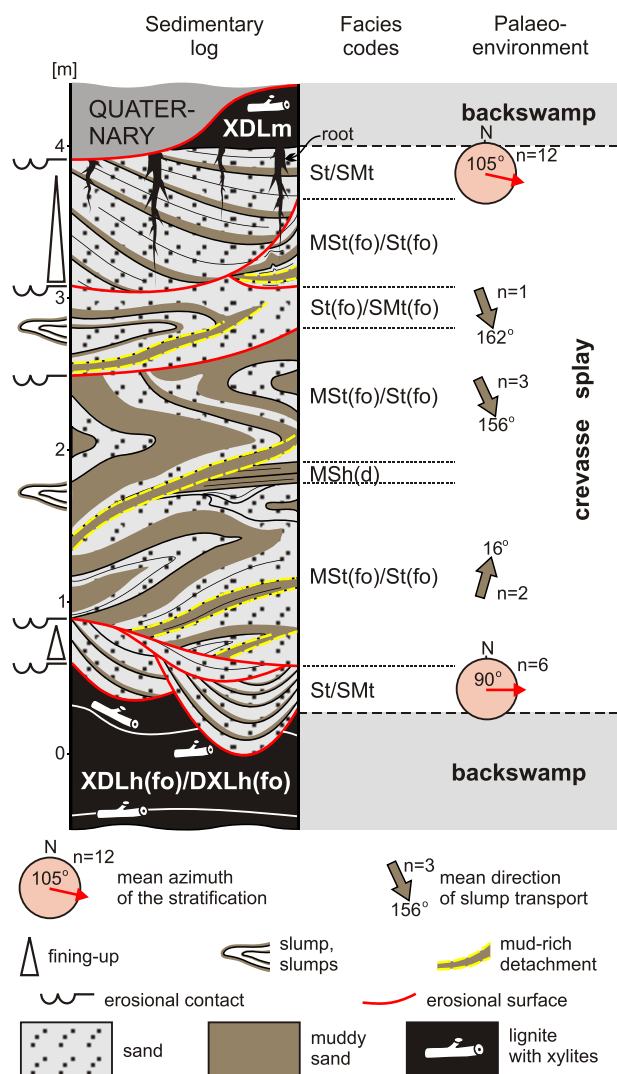 Sedimentary
log
Facies
codes
Palaeo-
environment
[m]
QUATER-
NARY
XDLm
backswamp
4
root
N
105°
n=12
St/SMt
MSt(fo)/St(fo)
3
St(fo)/SMt(fo)
n=1
162°
MSt(fo)/St(fo)
n=3
156°
crevasse splay
2
MSh(d)
16°
MSt(fo)/St(fo)
n=2
1
N
n=6
90°
St/SMt
0
XDLh(fo)/DXLh(fo)
backswamp
N
n=12
105°
mean azimuth
of the stratification
n=3
156°
mean direction
of slump transport
fining-up
slump,
slumps
mud-rich
detachment
erosional contact
erosional surface
sand
muddy
sand
lignite
with xylites